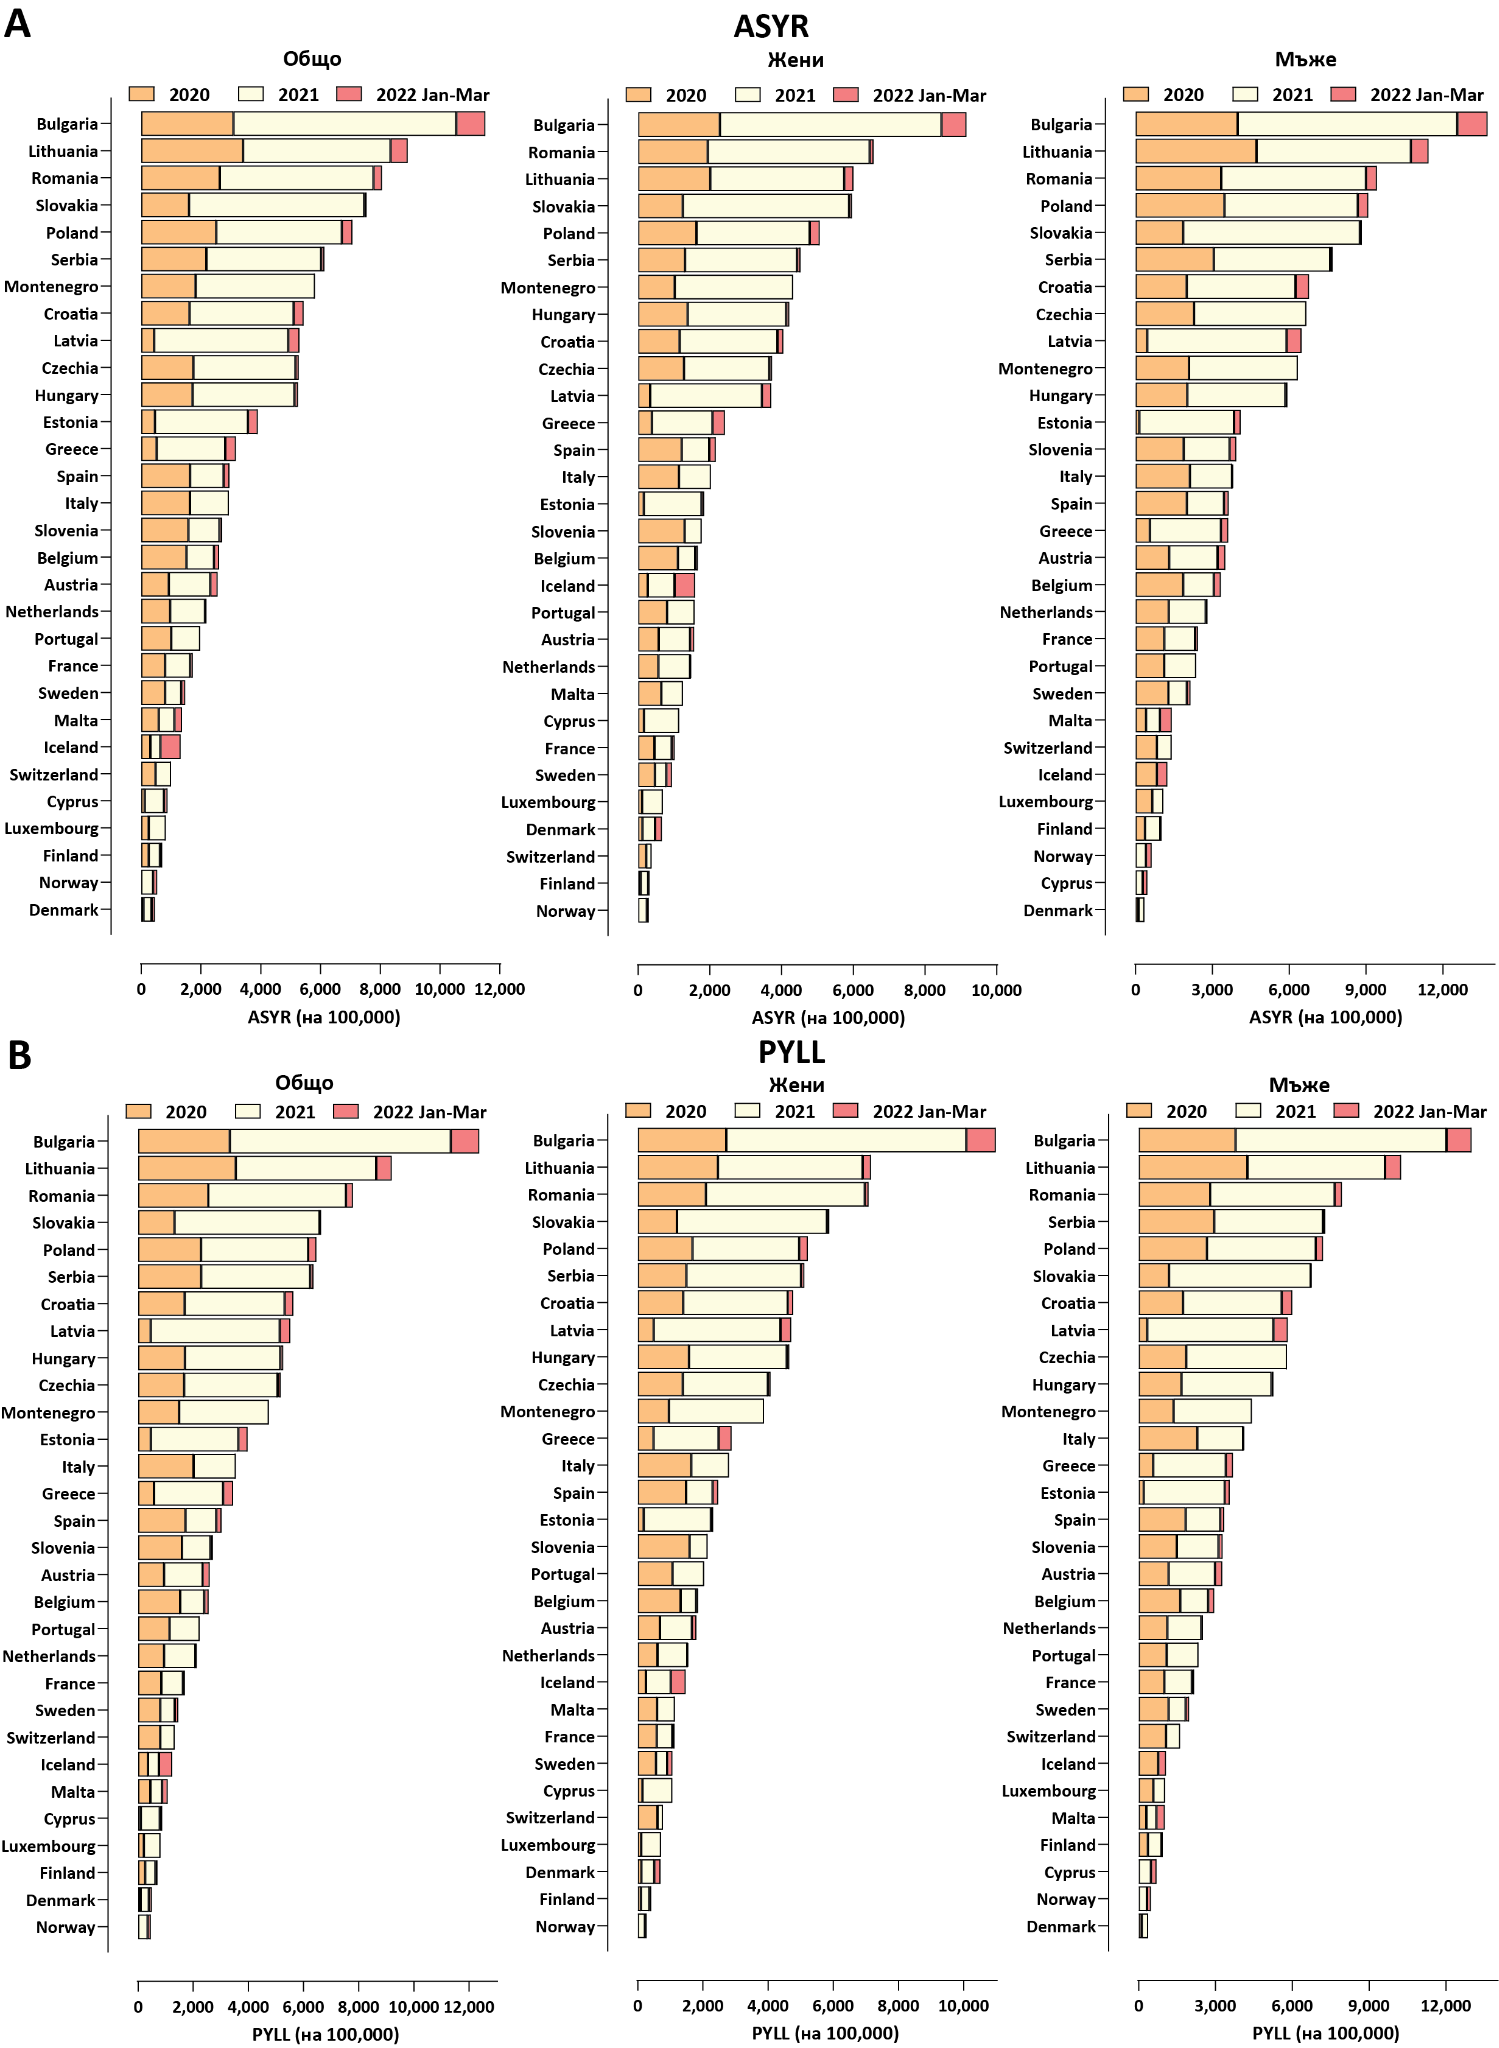 A
ASYR
Общо
2020 2021 2022 Jan-Mar
Bulgaria
Lithuania
Romania
Slovakia
Poland
Serbia
Montenegro
Croatia
Latvia
Czechia
Hungary
Estonia
Greece
Spain
Italy
Slovenia
Belgium
Austria
Netherlands
Portugal
France
Sweden
Malta
Iceland
Switzerland
Cyprus
Luxembourg
Finland
Norway
Denmark
0 2,000 4,000 6,000 8,000 10,000 12,000
ASYR (на 100,000)
Жени
2020 2021 2022 Jan-Mar
Bulgaria
Romania
Lithuania
Slovakia
Poland
Serbia
Montenegro
Hungary
Croatia
Czechia
Latvia
Greece
Spain
Italy
Estonia
Slovenia
Belgium
Iceland
Portugal
Austria
Netherlands
Malta
Cyprus
France
Sweden
Luxembourg
Denmark
Switzerland
Finland
Norway
0 2,000 4,000 6,000 8,000 10,000
ASYR (на 100,000)
Мъже
2020 2021 2022 Jan-Mar
Bulgaria
Lithuania
Romania
Poland
Slovakia
Serbia
Croatia
Czechia
Latvia
Montenegro
Hungary
Estonia
Slovenia
Italy
Spain
Greece
Austria
Belgium
Netherlands
France
Portugal
Sweden
Malta
Switzerland
Iceland
Luxembourg
Finland
Norway
Cyprus
Denmark
0 3,000 6,000 9,000 12,000
ASYR (на 100,000)
B
PYLL
Общо
2020 2021 2022 Jan-Mar
Bulgaria
Lithuania
Romania
Slovakia
Poland
Serbia
Croatia
Latvia
Hungary
Czechia
Montenegro
Estonia
Italy
Greece
Spain
Slovenia
Austria
Belgium
Portugal
Netherlands
France
Sweden
Switzerland
Iceland
Malta
Cyprus
Luxembourg
Finland
Denmark
Norway
0 2,000 4,000 6,000 8,000 10,000 12,000
PYLL (на 100,000)
Жени
2020 2021 2022 Jan-Mar
Bulgaria
Lithuania
Romania
Slovakia
Poland
Serbia
Croatia
Latvia
Hungary
Czechia
Montenegro
Greece
Italy
Spain
Estonia
Slovenia
Portugal
Belgium
Austria
Netherlands
Iceland
Malta
France
Sweden
Cyprus
Switzerland
Luxembourg
Denmark
Finland
Norway
0 2,000 4,000 6,000 8,000 10,000
PYLL (на 100,000)
Мъже
2020 2021 2022 Jan-Mar
Bulgaria
Lithuania
Romania
Serbia
Poland
Slovakia
Croatia
Latvia
Czechia
Hungary
Montenegro
Italy
Greece
Estonia
Spain
Slovenia
Austria
Belgium
Netherlands
Portugal
France
Sweden
Switzerland
Iceland
Luxembourg
Malta
Finland
Cyprus
Norway
Denmark
0 3,000 6,000 9,000 12,000
PYLL (на 100,000)